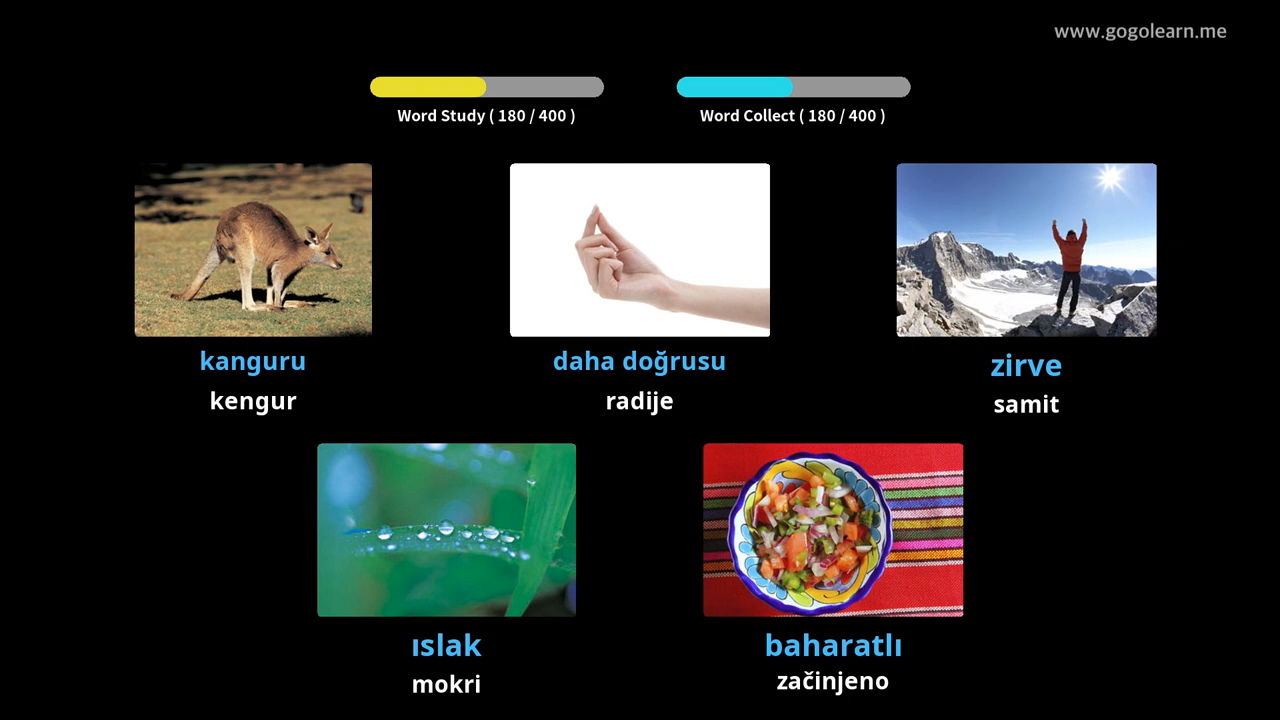 www.gogolearn.me
Word Study ( 180 / 400 )
Word Collect ( 180 / 400 )
kanguru
kengur
daha doğrusu
radije
zirve
samit
ıslak
mokri
baharatlı
začinjeno